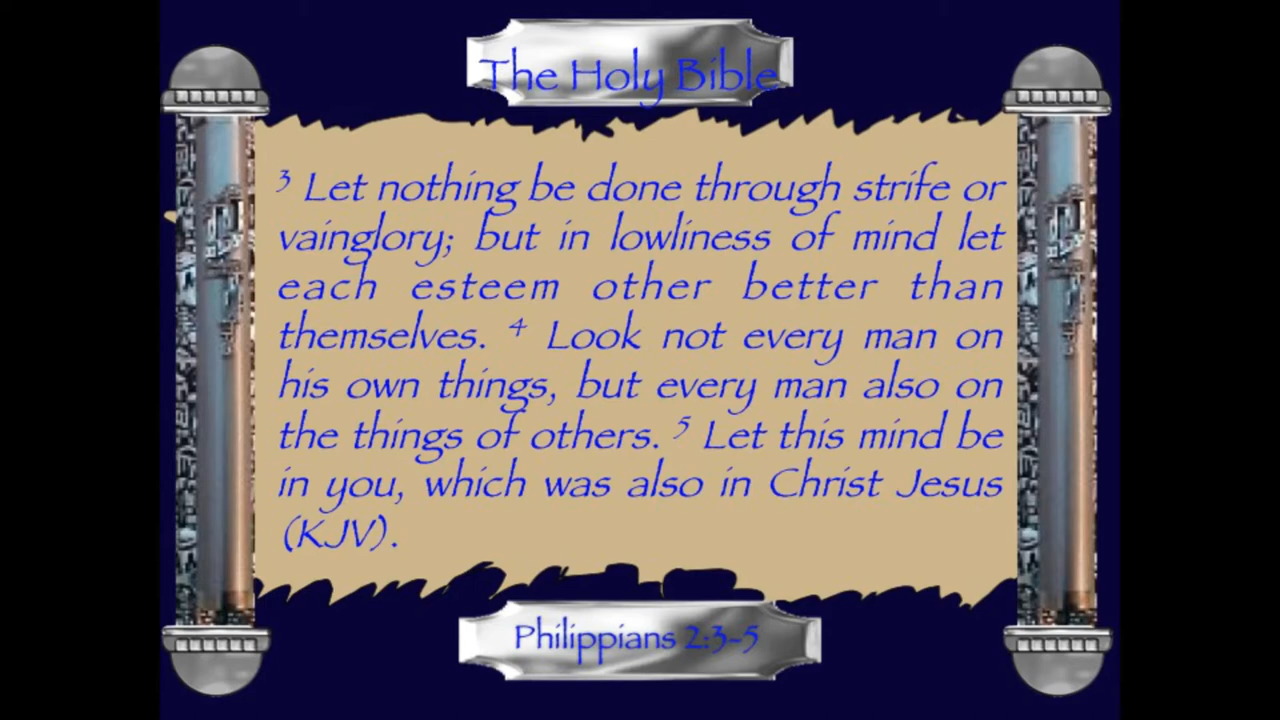 The Holy Bible
3 Let nothing be done through strife or
vainglory; but in lowliness of mind let
each esteem other better than
themselves. 4 Look not every man on
his own things, but every man also on
the things of others. 5 Let this mind be
in you, which was also in Christ Jesus
(KJV).
Philippians 2:3-5